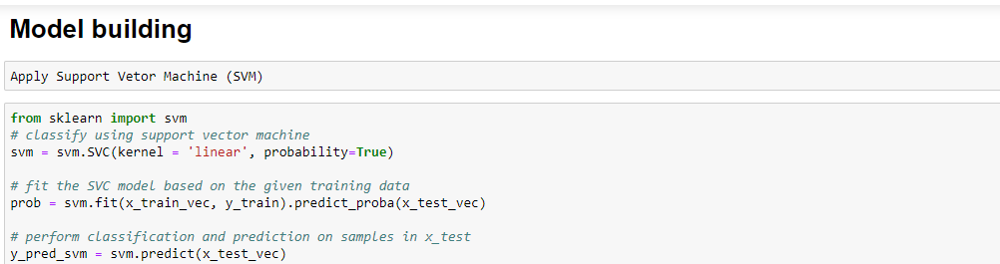 Model building
Apply Support Vetor Machine (SVM)
from sklearn import svm
# classify using support vector machine
svm = svm.SVC(kernel = 'linear', probability=True)
# fit the SVC model based on the given training data
prob = svm.fit(x_train_vec, y_train).predict_proba(x_test_vec)
# perform classification and prediction on samples in x_test
y_pred_svm = svm.predict(x_test_vec)